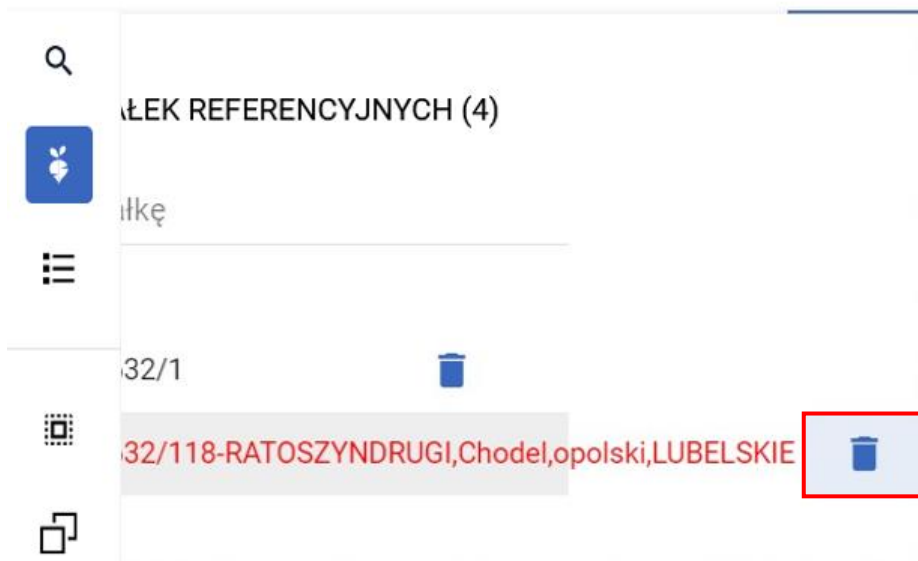 ŁEK REFERENCYJNYCH (4)
łkę
32/1
32/118-RATOSZYNDRUGI,Chodel,opolski,LUBELSKIE